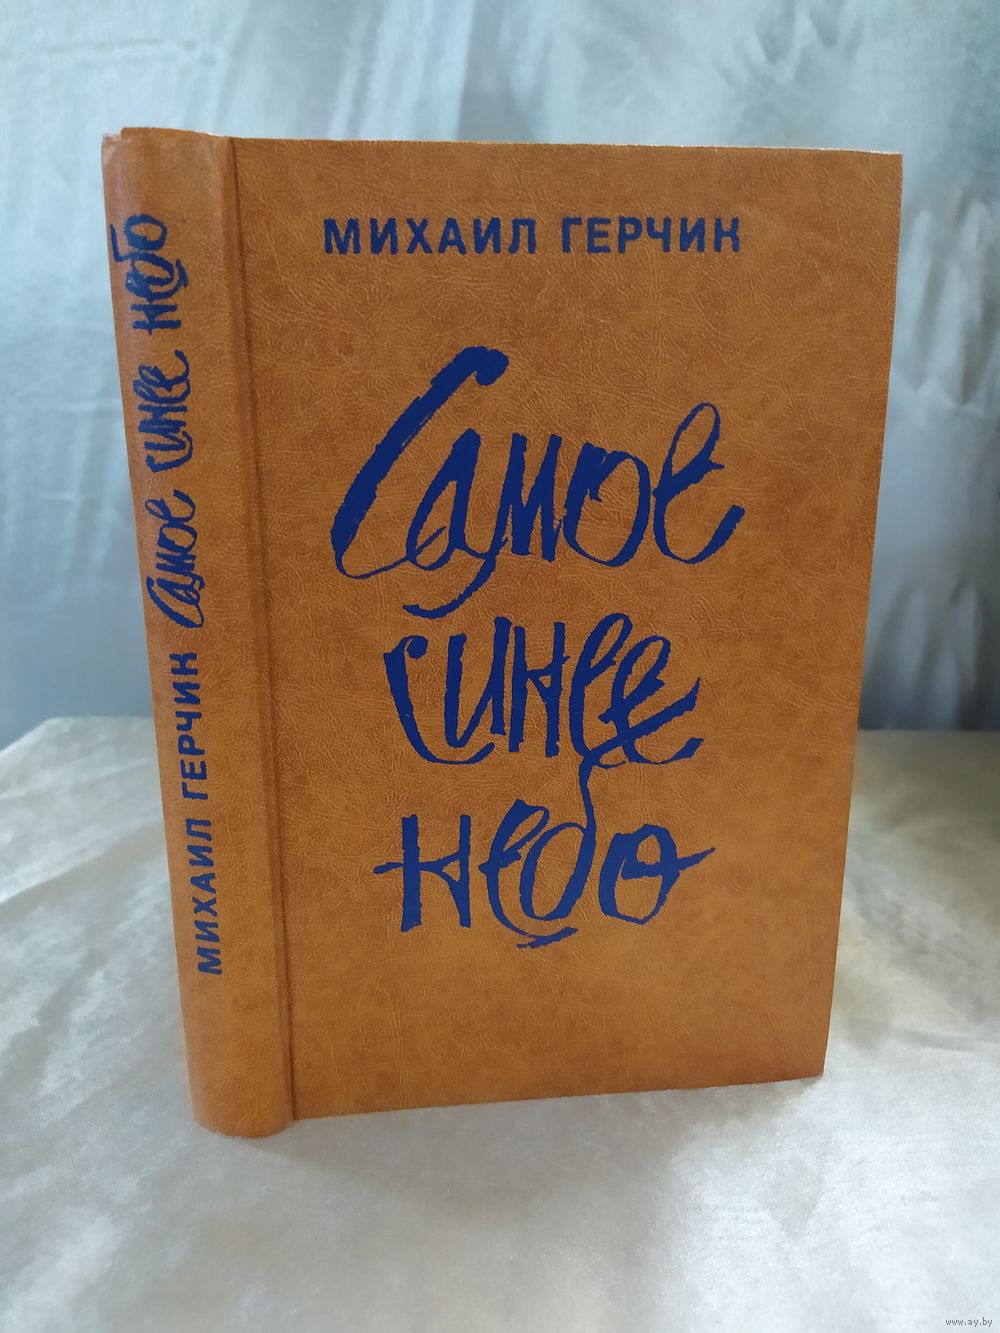 МИХАИЛ ГЕРЧИК
Самое
синее
небо
МИХАИЛ ГЕРЧИК Самое синее небо
www.ay.by